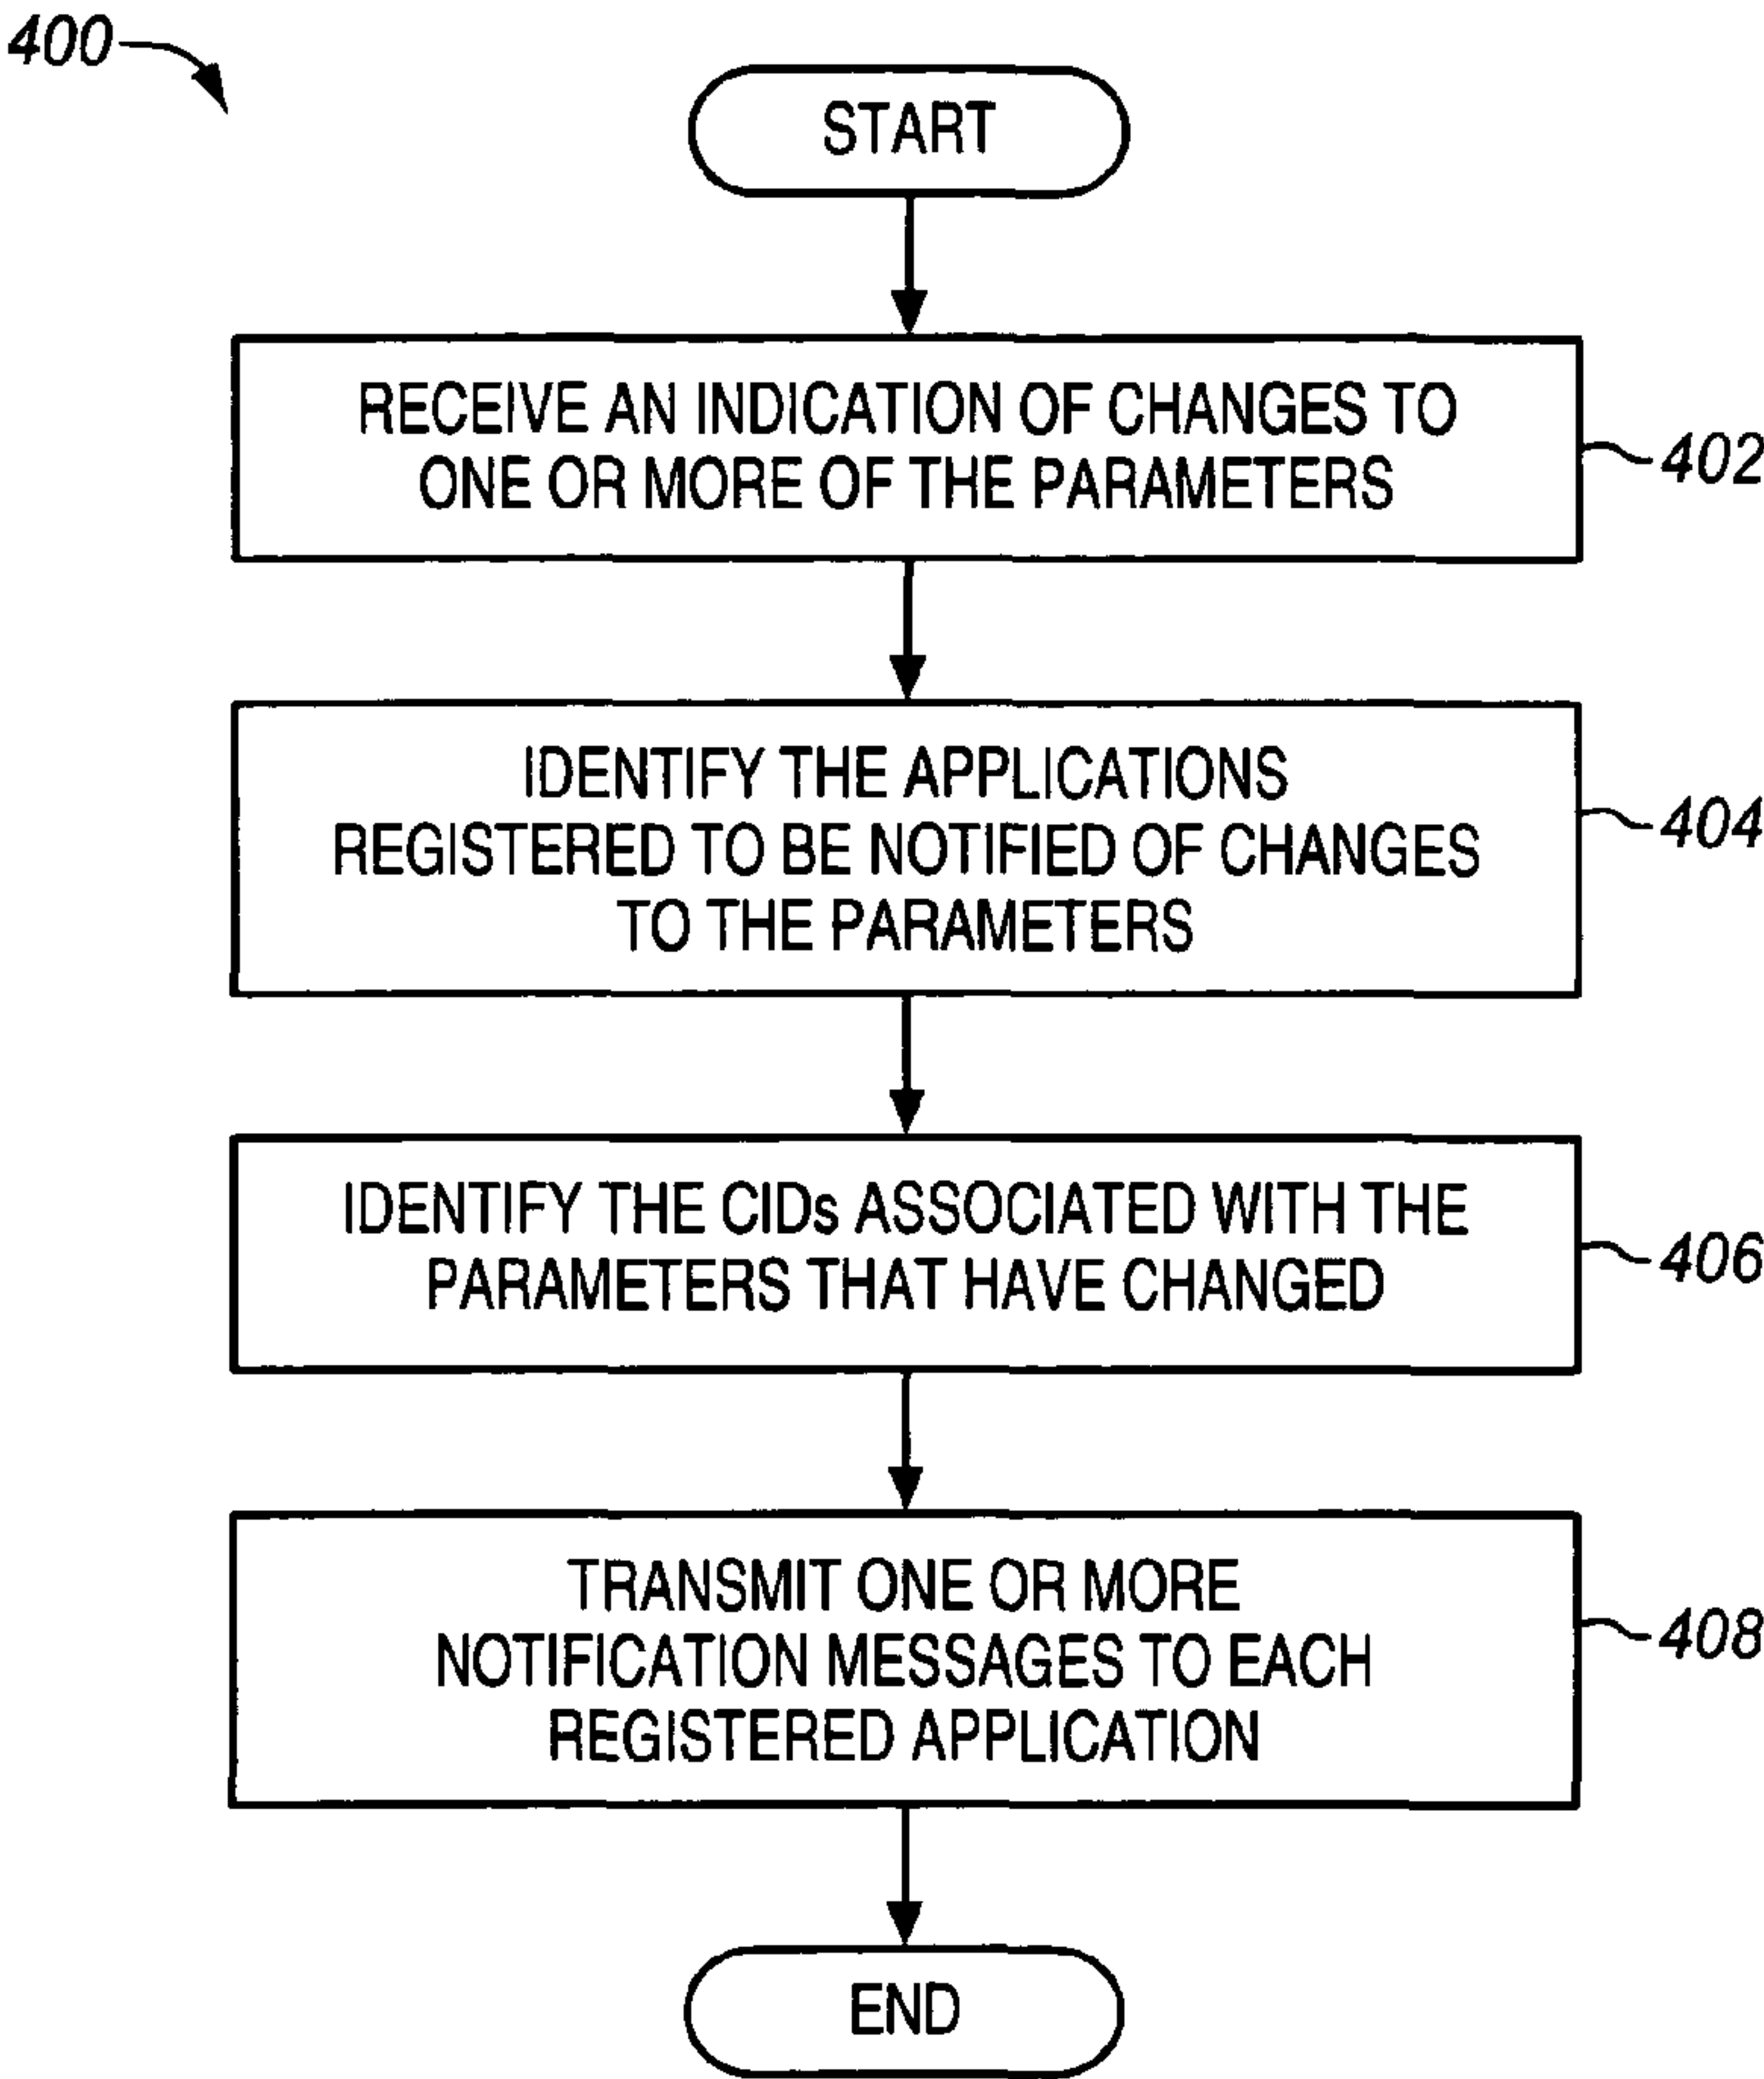 400
START
RECEIVE AN INDICATION OF CHANGES TO
ONE OR MORE OF THE PARAMETERS
402
IDENTIFY THE APPLICATIONS
REGISTERED TO BE NOTIFIED OF CHANGES
TO THE PARAMETERS
404
IDENTIFY THE CIDs ASSOCIATED WITH THE
PARAMETERS THAT HAVE CHANGED
406
TRANSMIT ONE OR MORE
NOTIFICATION MESSAGES TO EACH
REGISTERED APPLICATION
408
END